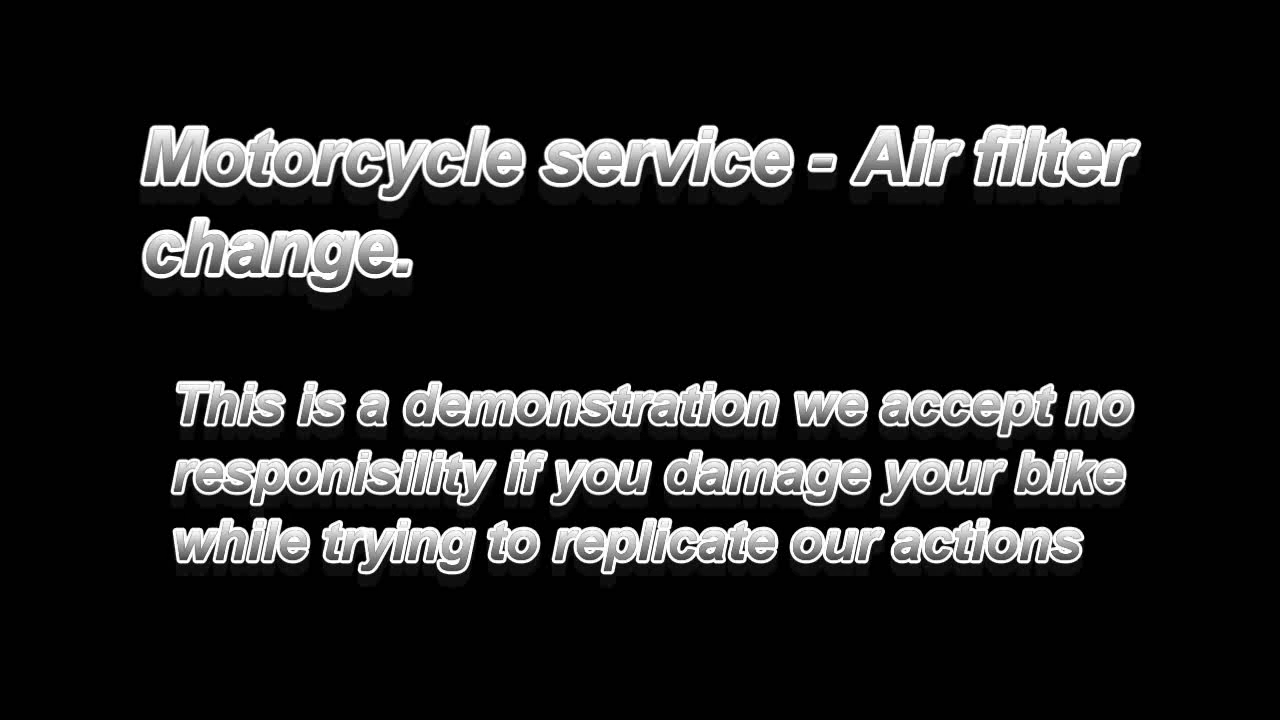 Motorcycle service - Air filter
change.
This is a demonstration we accept no
responisility if you damage your bike
while trying to replicate our actions